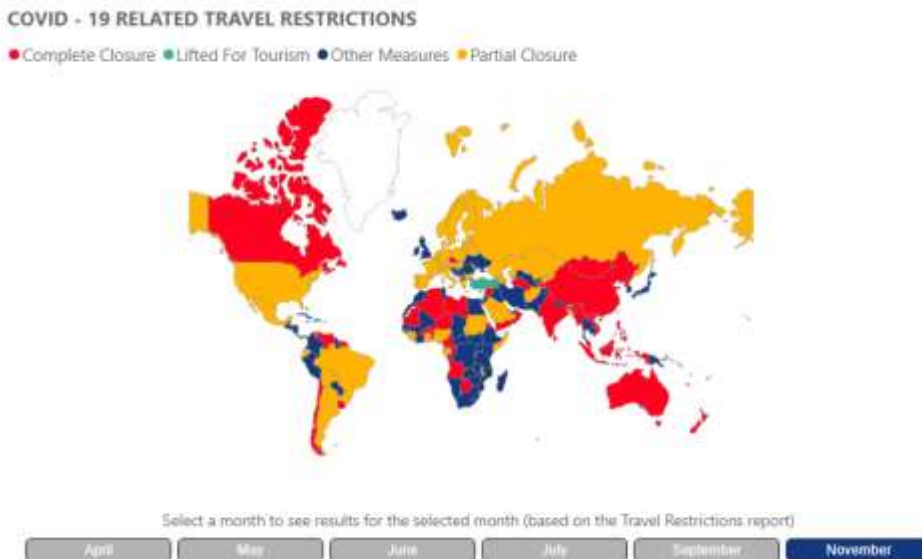 COVID - 19 RELATED TRAVEL RESTRICTIONS
Complete Closure Lifted For Tourism Other Measures Partial Closure
Select a month to see results for the selected month (based on the Travel Restrictions report)
April May June July September November